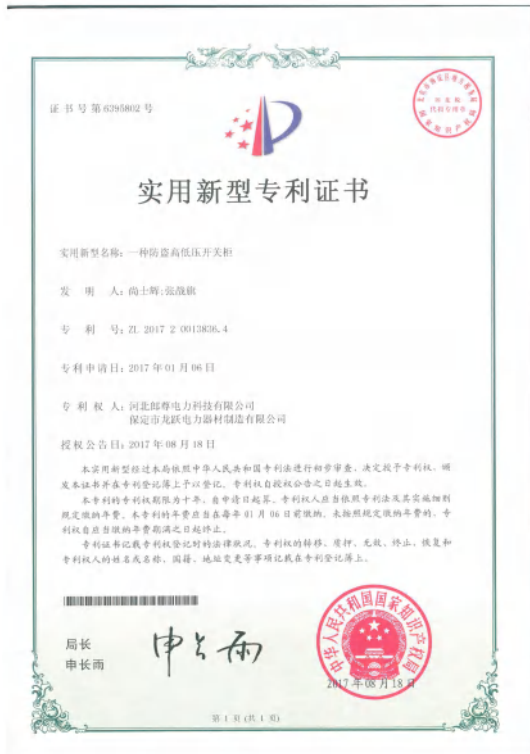 证书号第6395802号
实用新型专利证书
实用新型名称：一种防盗高低压开关柜
发 明 人：尚士辉;张战旗
专 利 号：ZL 2017 2 0013836.4
专利申请日：2017年01月06日
专 利 权 人：河北郎尊电力科技有限公司
保定市龙跃电力器材制造有限公司
授权公告日：2017年08月18日
本实用新型经过本局依照中华人民共和国专利法进行初步审查，决定授予专利权，颁
发本证书并在专利登记簿上予以登记。专利权自授权公告之日起生效。
本专利的专利权期限为十年，自申请日起算。专利权人应当依照专利法及其实施细则
规定缴纳年费。本专利的年费应当在每年01月06日前缴纳。未按照规定缴纳年费的，专
利权自应当缴纳年费期满之日起终止。
专利证书记载专利权登记时的法律状况。专利权的转移、质押、无效、终止、恢复和
专利权人的姓名或名称、国籍、地址变更等事项记载在专利登记簿上。
局长
申长雨
申长雨
中华人民共和国国家知识产权局
2017年08月18日
第1页(共1页)